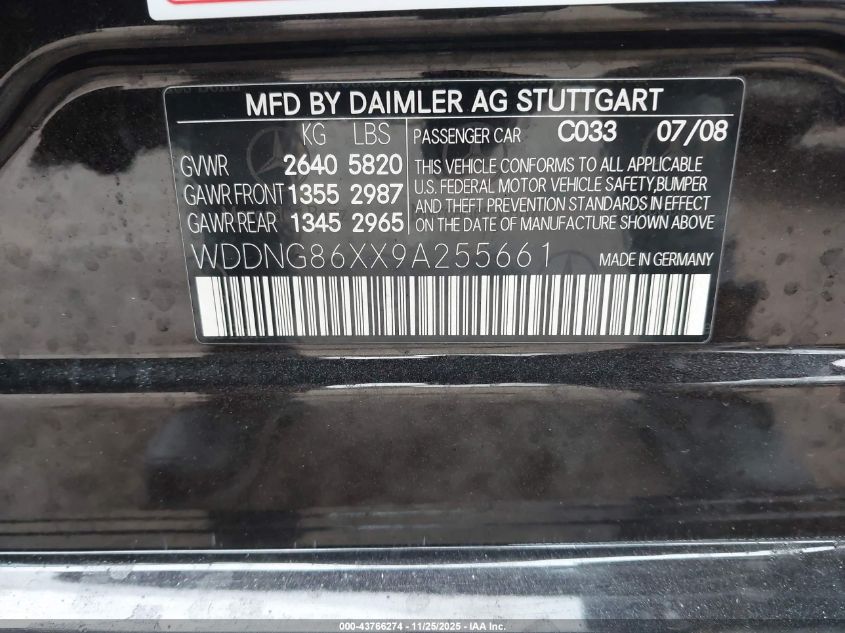 MFD BY DAIMLER AG STUTTGART
KG LBS
GVWR 2640 5820
GAWR FRONT 1355 2987
GAWR REAR 1345 2965
PASSENGER CAR C033 07/08
THIS VEHICLE CONFORMS TO ALL APPLICABLE
U.S. FEDERAL MOTOR VEHICLE SAFETY,BUMPER
AND THEFT PREVENTION STANDARDS IN EFFECT
ON THE DATE OF MANUFACTURE SHOWN ABOVE
WDDNG86XX9A255661 MADE IN GERMANY
000-43766274 - 11/25/2025 - IAA Inc.